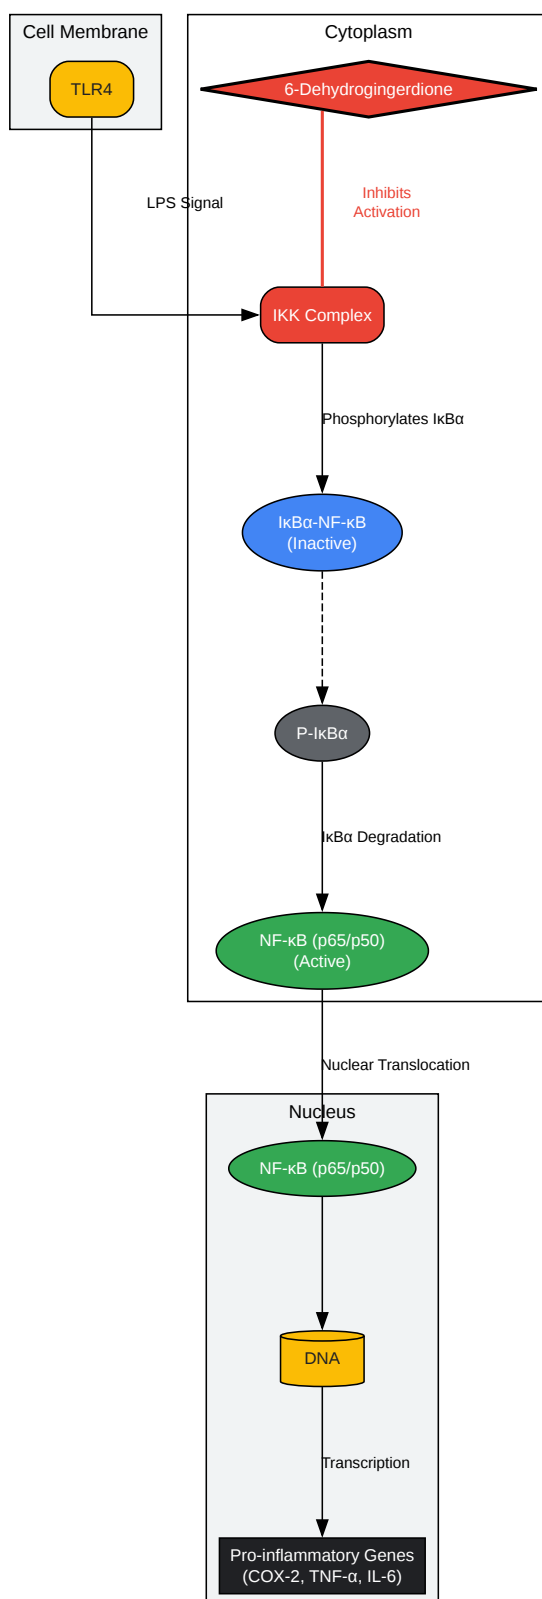 Cell Membrane
Cytoplasm
TLR4
6-Dehydrogingerdione
LPS Signal
Inhibits
Activation
IKK Complex
Phosphorylates IκBα
IκBα-NF-κB
(Inactive)
P-IκBα
IκBα Degradation
NF-κB (p65/p50)
(Active)
Nuclear Translocation
Nucleus
NF-κB (p65/p50)
DNA
Transcription
Pro-inflammatory Genes
(COX-2, TNF-α, IL-6)